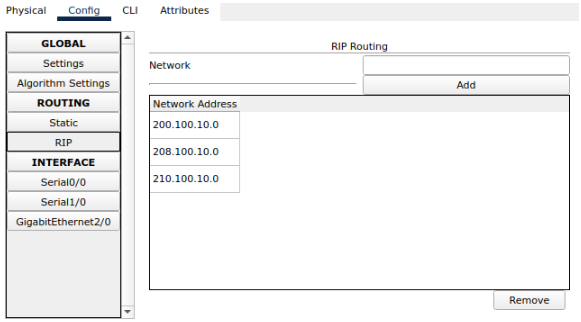 Physical Config CLI Attributes
GLOBAL
Settings
Algorithm Settings
ROUTING
Static
RIP
INTERFACE
Serial0/0
Serial1/0
GigabitEthernet2/0
RIP Routing
Network
Add
Network Address
200.100.10.0
208.100.10.0
210.100.10.0
Remove